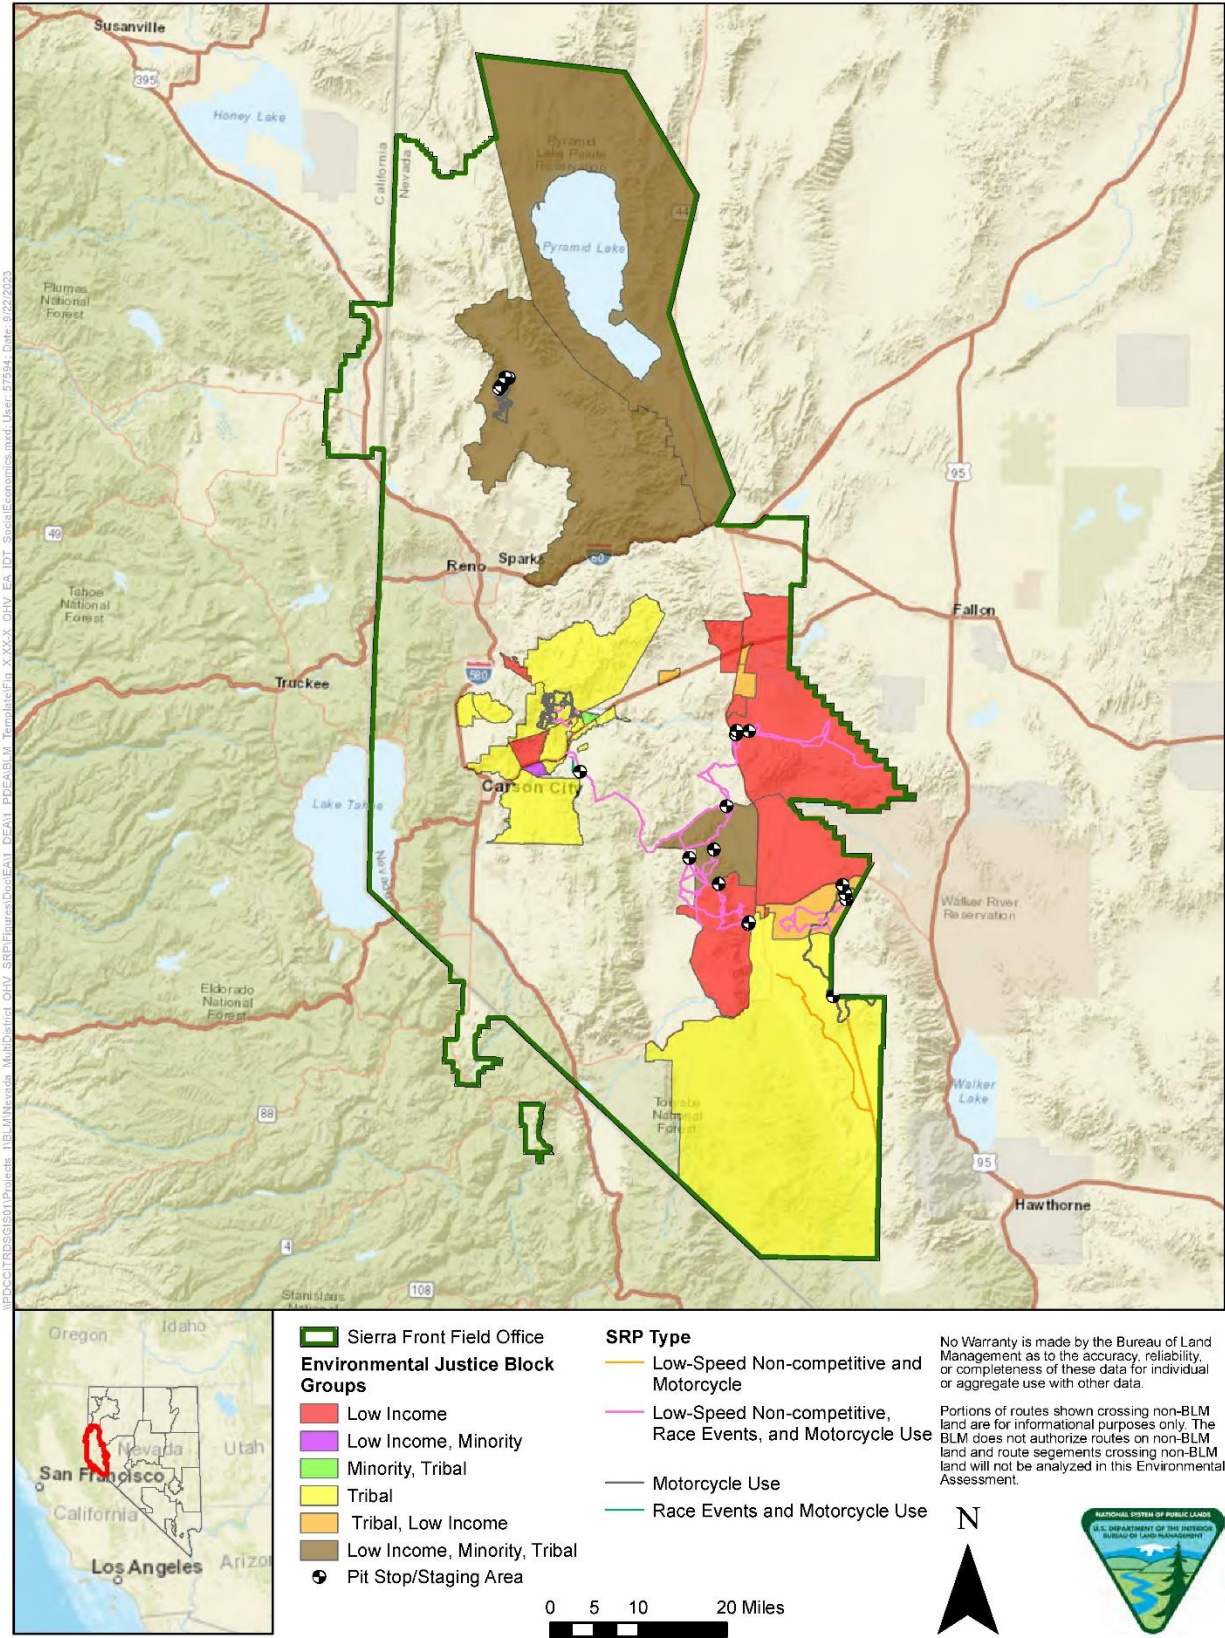 Susanville
395
Honey Lake
California
Nevada
Pyramid
Lake Paiute
Reservation
44
Pyramid Lake
Plumas
National
Forest
95
49
Reno
Sparks
Tahoe
National
Forest
Fallon
580
Truckee
Lake Tahoe
Carson City
Nevada
Walker River
Reservation
Eldorado
National
Forest
Walker
Lake
Toiyabe
National
Forest
88
95
Hawthorne
4
108
Stanislaus
National
Oregon
Idaho
Nevada
Utah
San Francisco
California
Los Angeles
Arizo
Sierra Front Field Office
Environmental Justice Block
Groups
Low Income
Low Income, Minority
Minority, Tribal
Tribal
Tribal, Low Income
Low Income, Minority, Tribal
Pit Stop/Staging Area
SRP Type
Low-Speed Non-competitive and
Motorcycle
Low-Speed Non-competitive,
Race Events, and Motorcycle Use
Motorcycle Use
Race Events and Motorcycle Use
0 5 10 20 Miles
No Warranty is made by the Bureau of Land
Management as to the accuracy, reliability,
or completeness of these data for individual
or aggregate use with other data.
Portions of routes shown crossing non-BLM
land are for informational purposes only. The
BLM does not authorize routes on non-BLM
land and route segements crossing non-BLM
land will not be analyzed in this Environmental
Assessment.
N
NATIONAL SYSTEM OF PUBLIC LANDS
U.S. DEPARTMENT OF THE INTERIOR
BUREAU OF LAND MANAGEMENT